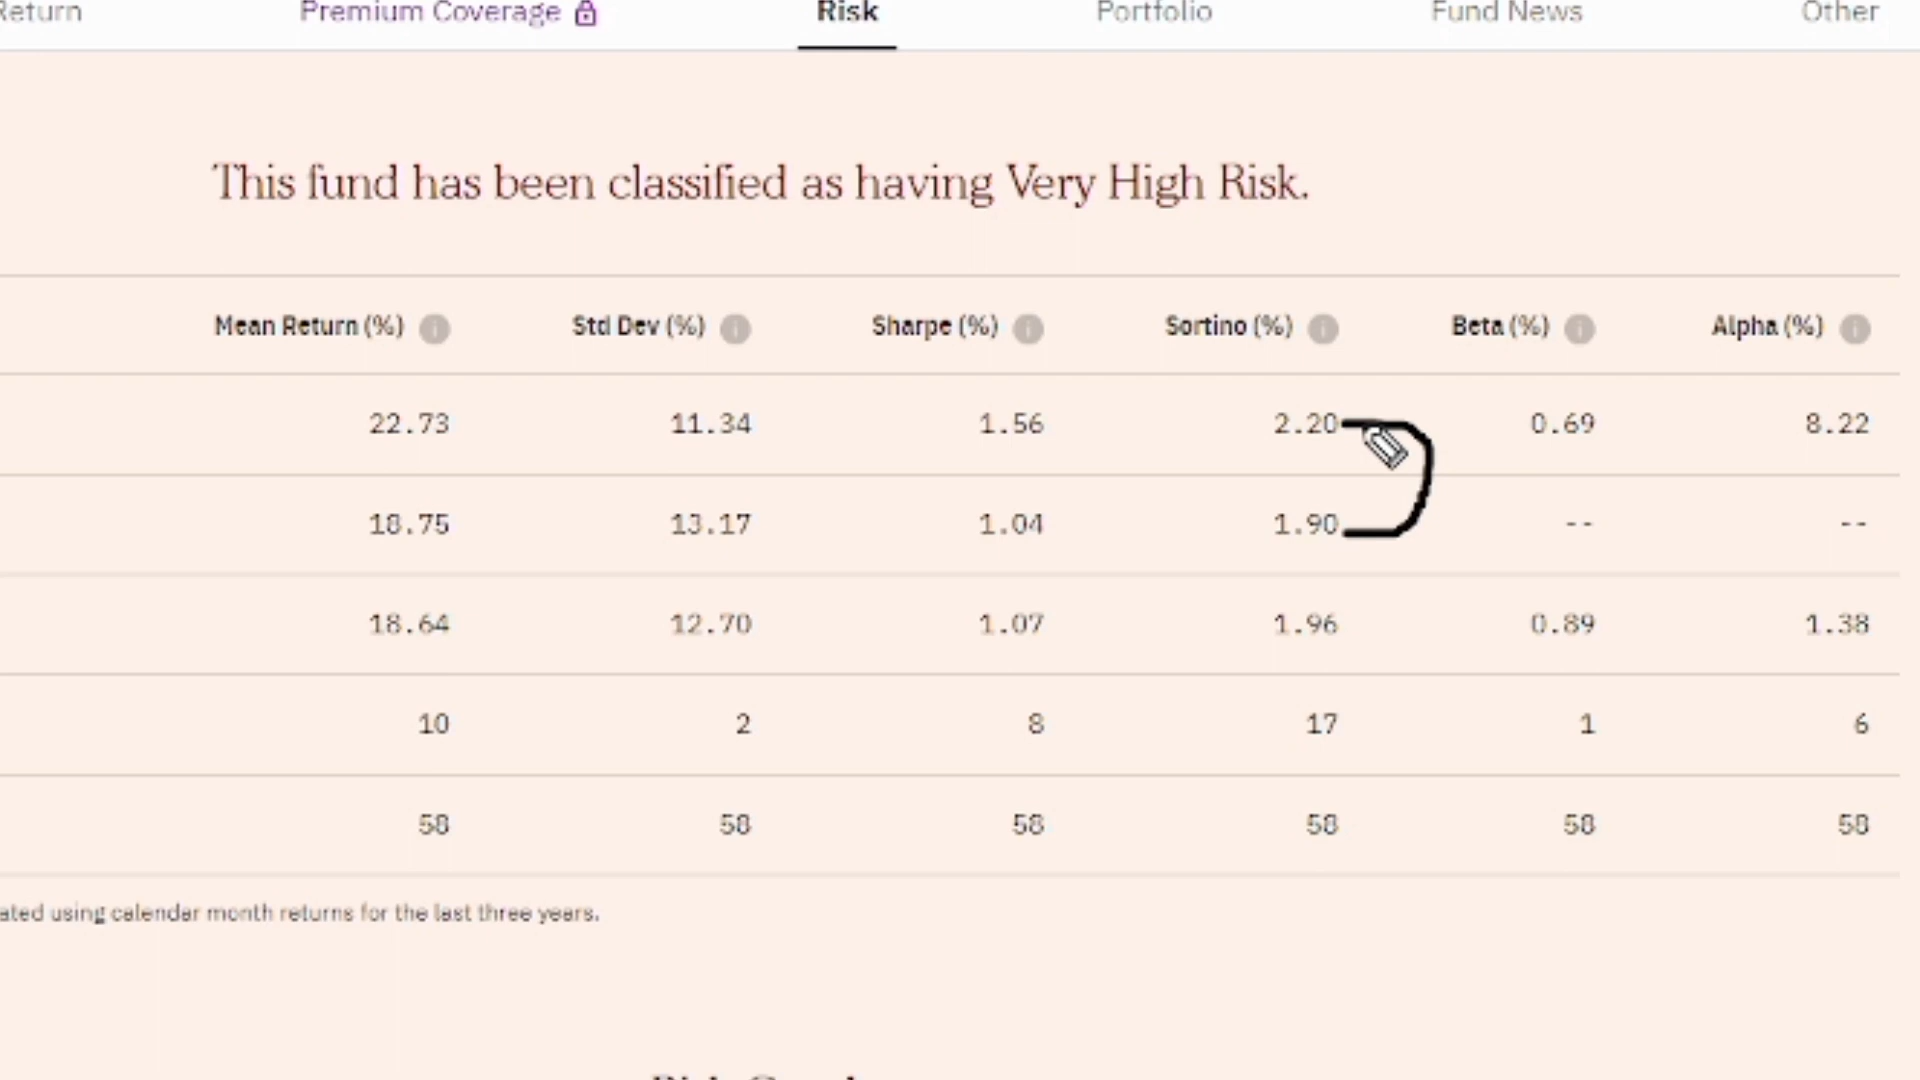 Return Premium Coverage Risk Portfolio Fund News Other
This fund has been classified as having Very High Risk.
Mean Return (%) Std Dev (%) Sharpe (%) Sortino (%) Beta (%) Alpha (%)
22.73 11.34 1.56 2.20 0.69 8.22
18.75 13.17 1.04 1.90 -- --
18.64 12.70 1.07 1.96 0.89 1.38
10 2 8 17 1 6
58 58 58 58 58 58
ated using calendar month returns for the last three years.